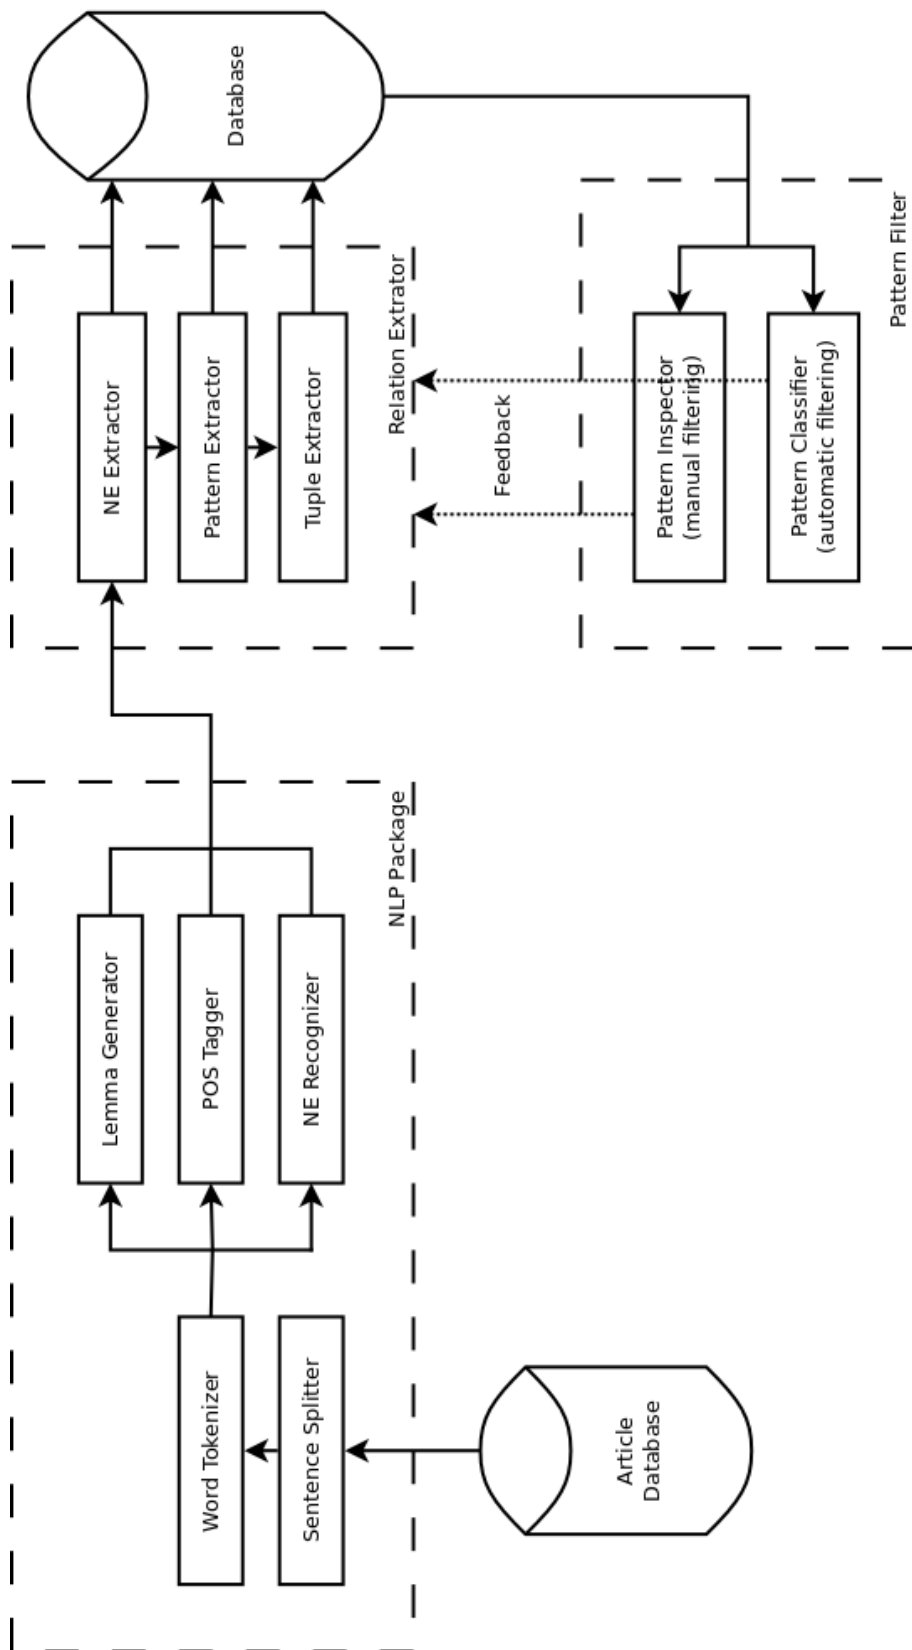 Word Tokenizer
Sentence Splitter
Article
Database
Lemma Generator
POS Tagger
NE Recognizer
NLP Package
NE Extractor
Pattern Extractor
Tuple Extractor
Relation Extrator
Feedback
Pattern Inspector
(manual filtering)
Pattern Classifier
(automatic filtering)
Pattern Filter
Database